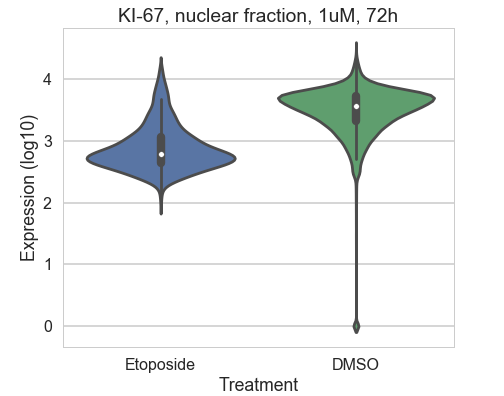 KI-67, nuclear fraction, 1uM, 72h
Expression (log10)
4
3
2
1
0
Etoposide DMSO
Treatment